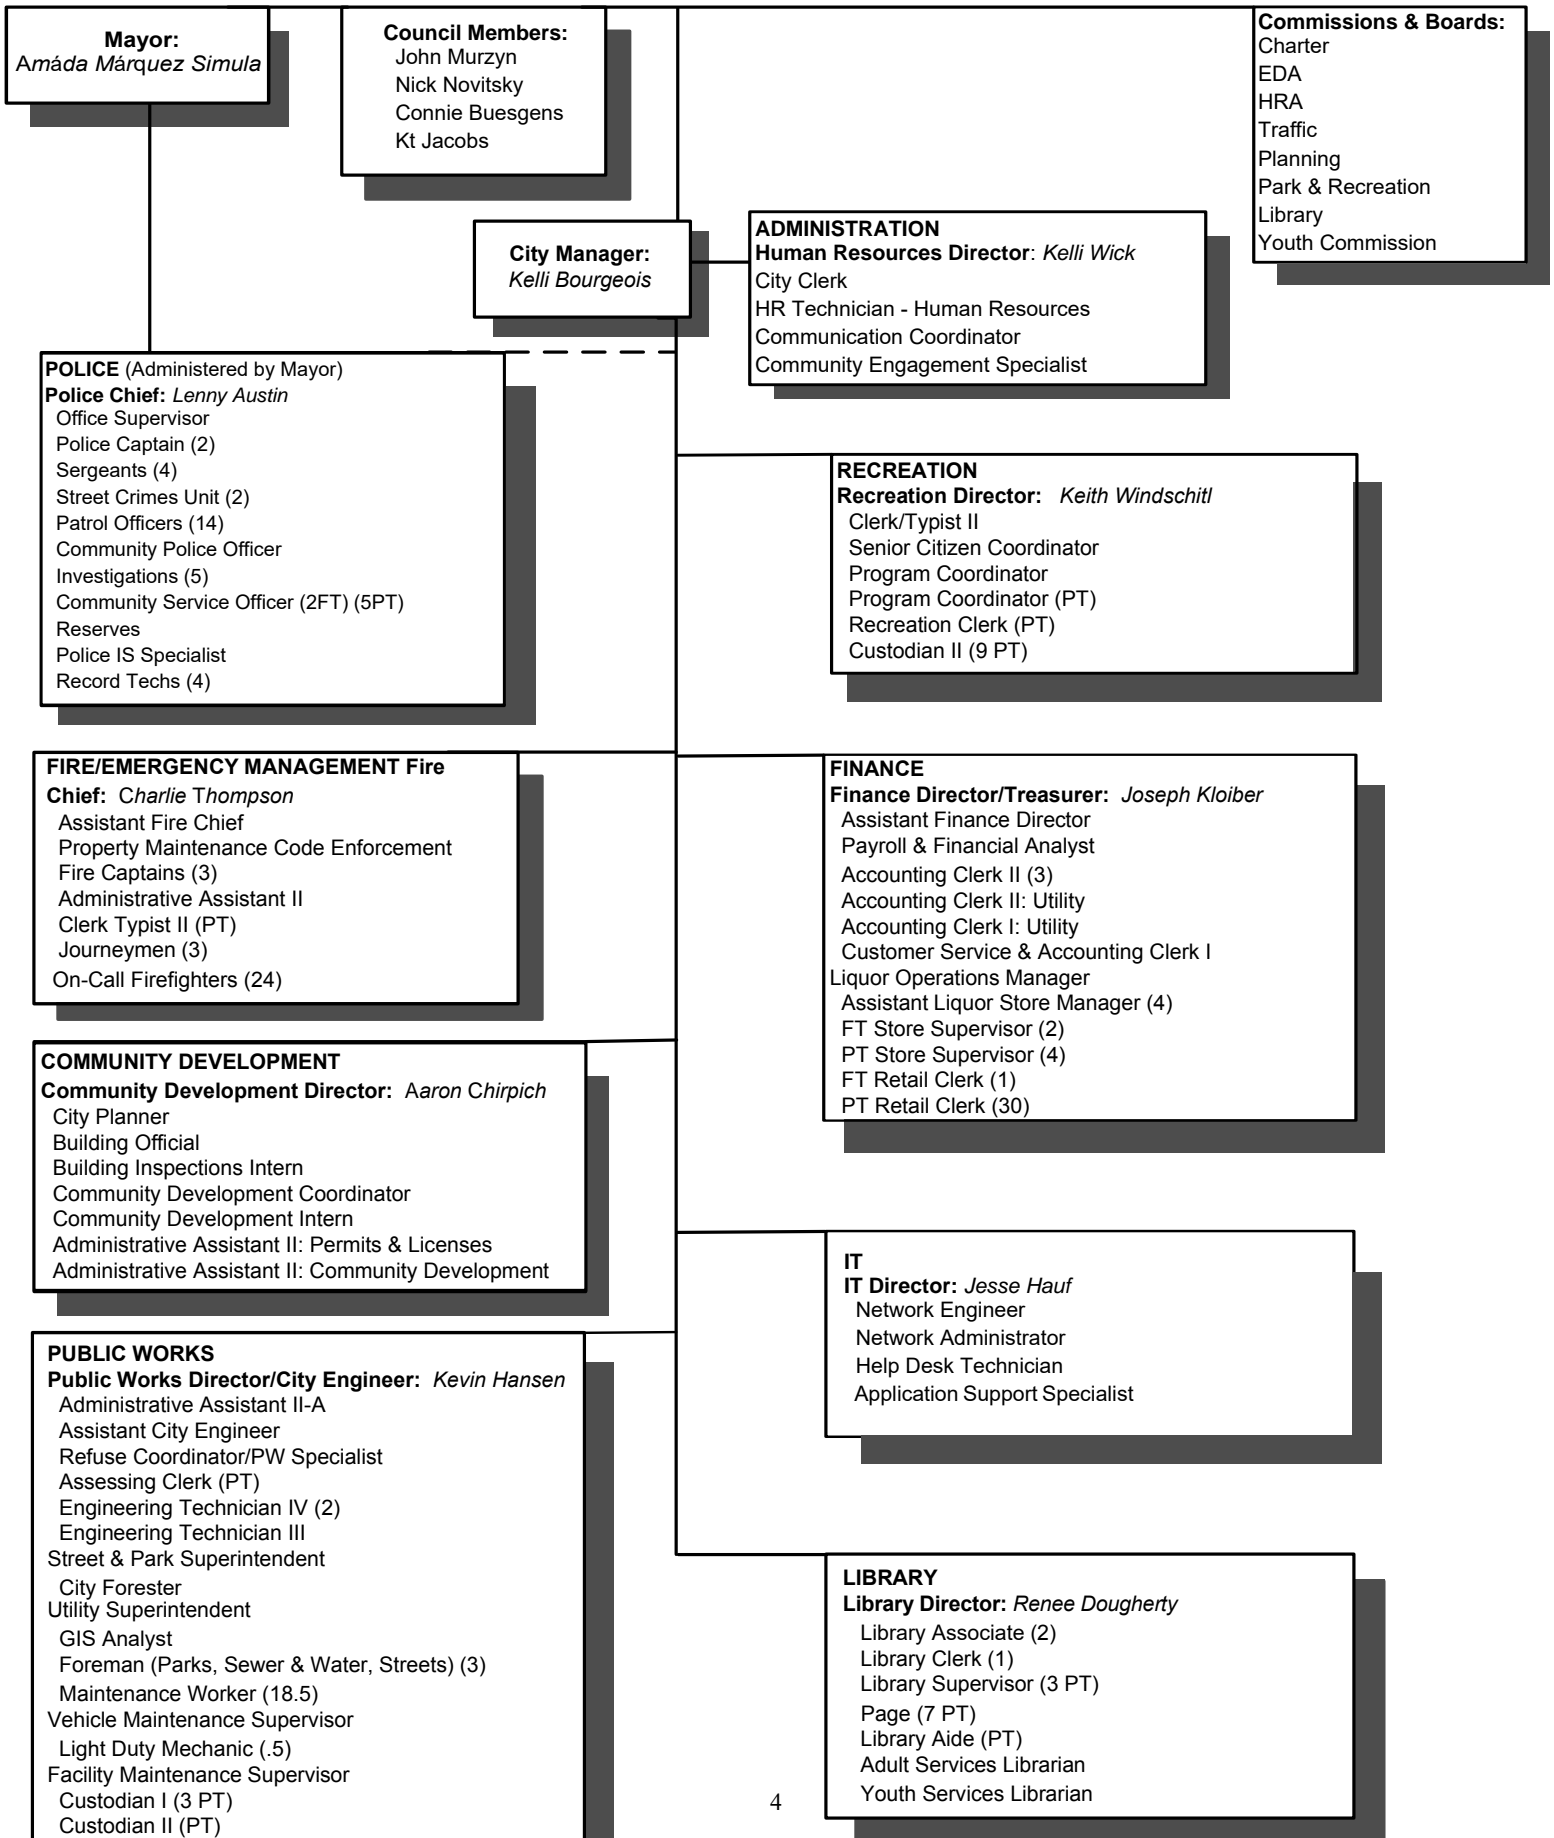 Mayor:
Amáda Márquez Simula
Council Members:
John Murzyn
Nick Novitsky
Connie Buesgens
Kt Jacobs
Commissions & Boards:
Charter
EDA
HRA
Traffic
Planning
Park & Recreation
Library
Youth Commission
City Manager:
Kelli Bourgeois
ADMINISTRATION
Human Resources Director: Kelli Wick
City Clerk
HR Technician - Human Resources
Communication Coordinator
Community Engagement Specialist
POLICE (Administered by Mayor)
Police Chief: Lenny Austin
Office Supervisor
Police Captain (2)
Sergeants (4)
Street Crimes Unit (2)
Patrol Officers (14)
Community Police Officer
Investigations (5)
Community Service Officer (2FT) (5PT)
Reserves
Police IS Specialist
Record Techs (4)
RECREATION
Recreation Director: Keith Windschitl
Clerk/Typist II
Senior Citizen Coordinator
Program Coordinator
Program Coordinator (PT)
Recreation Clerk (PT)
Custodian II (9 PT)
FIRE/EMERGENCY MANAGEMENT Fire
Chief: Charlie Thompson
Assistant Fire Chief
Property Maintenance Code Enforcement
Fire Captains (3)
Administrative Assistant II
Clerk Typist II (PT)
Journeymen (3)
On-Call Firefighters (24)
FINANCE
Finance Director/Treasurer: Joseph Kloiber
Assistant Finance Director
Payroll & Financial Analyst
Accounting Clerk II (3)
Accounting Clerk II: Utility
Accounting Clerk I: Utility
Customer Service & Accounting Clerk I
Liquor Operations Manager
Assistant Liquor Store Manager (4)
FT Store Supervisor (2)
PT Store Supervisor (4)
FT Retail Clerk (1)
PT Retail Clerk (30)
COMMUNITY DEVELOPMENT
Community Development Director: Aaron Chirpich
City Planner
Building Official
Building Inspections Intern
Community Development Coordinator
Community Development Intern
Administrative Assistant II: Permits & Licenses
Administrative Assistant II: Community Development
IT
IT Director: Jesse Hauf
Network Engineer
Network Administrator
Help Desk Technician
Application Support Specialist
PUBLIC WORKS
Public Works Director/City Engineer: Kevin Hansen
Administrative Assistant II-A
Assistant City Engineer
Refuse Coordinator/PW Specialist
Assessing Clerk (PT)
Engineering Technician IV (2)
Engineering Technician III
Street & Park Superintendent
City Forester
Utility Superintendent
GIS Analyst
Foreman (Parks, Sewer & Water, Streets) (3)
Maintenance Worker (18.5)
Vehicle Maintenance Supervisor
Light Duty Mechanic (.5)
Facility Maintenance Supervisor
Custodian I (3 PT)
Custodian II (PT)
LIBRARY
Library Director: Renee Dougherty
Library Associate (2)
Library Clerk (1)
Library Supervisor (3 PT)
Page (7 PT)
Library Aide (PT)
Adult Services Librarian
Youth Services Librarian
4